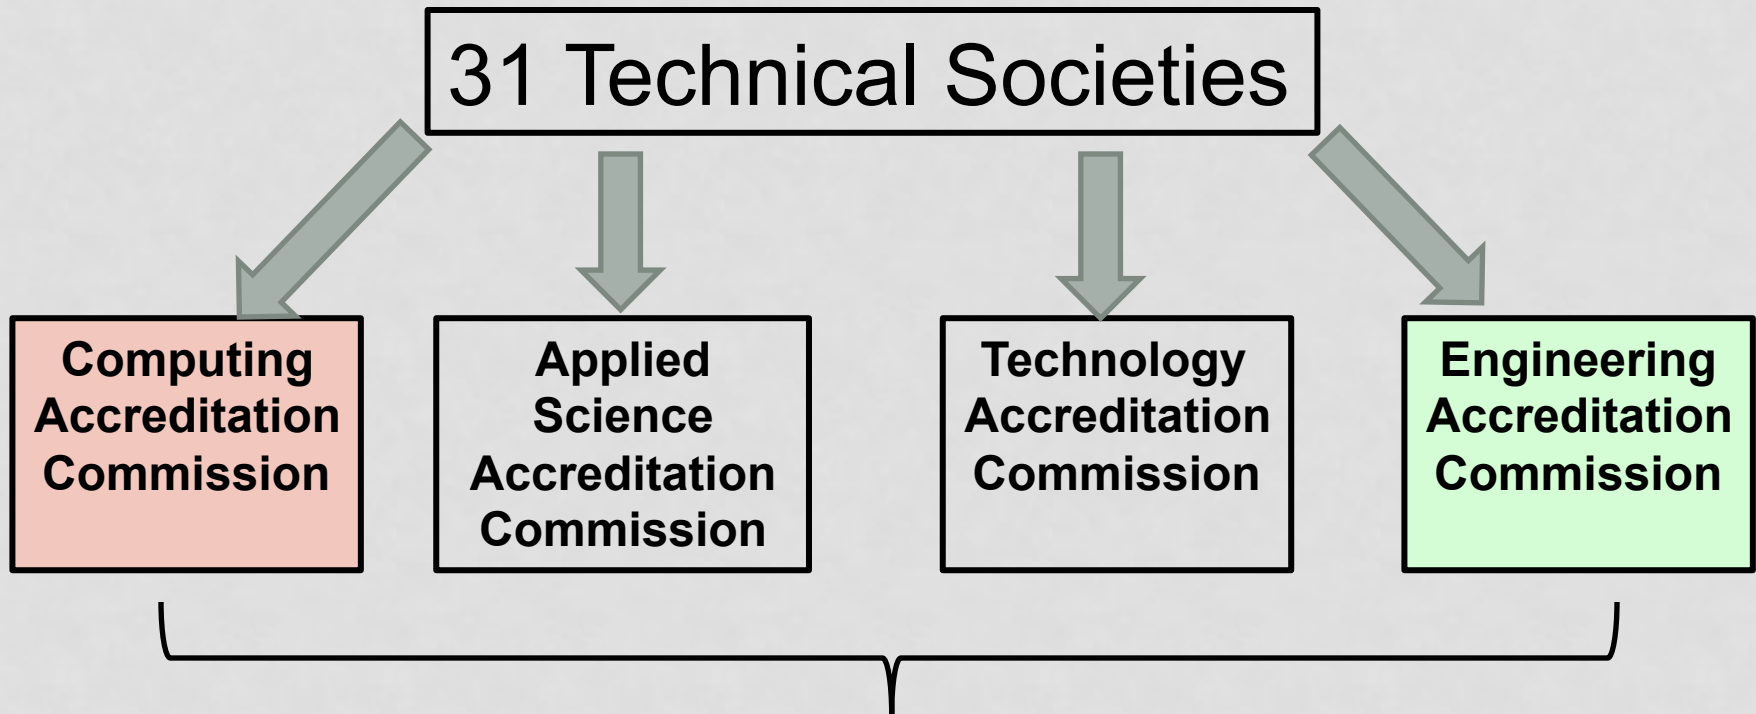 31 Technical Societies
Computing
Accreditation
Commission
Applied
Science
Accreditation
Commission
Technology
Accreditation
Commission
Engineering
Accreditation
Commission